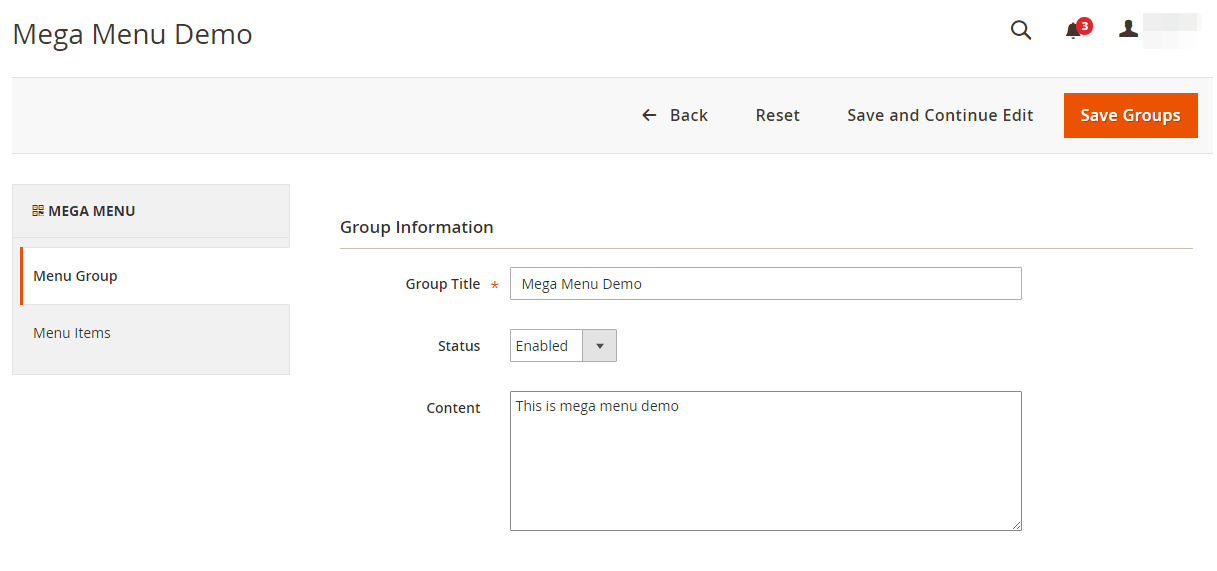 Mega Menu Demo
3
Back Reset Save and Continue Edit Save Groups
MEGA MENU
Menu Group
Menu Items
Group Information
Group Title * Mega Menu Demo
Status Enabled
Content This is mega menu demo